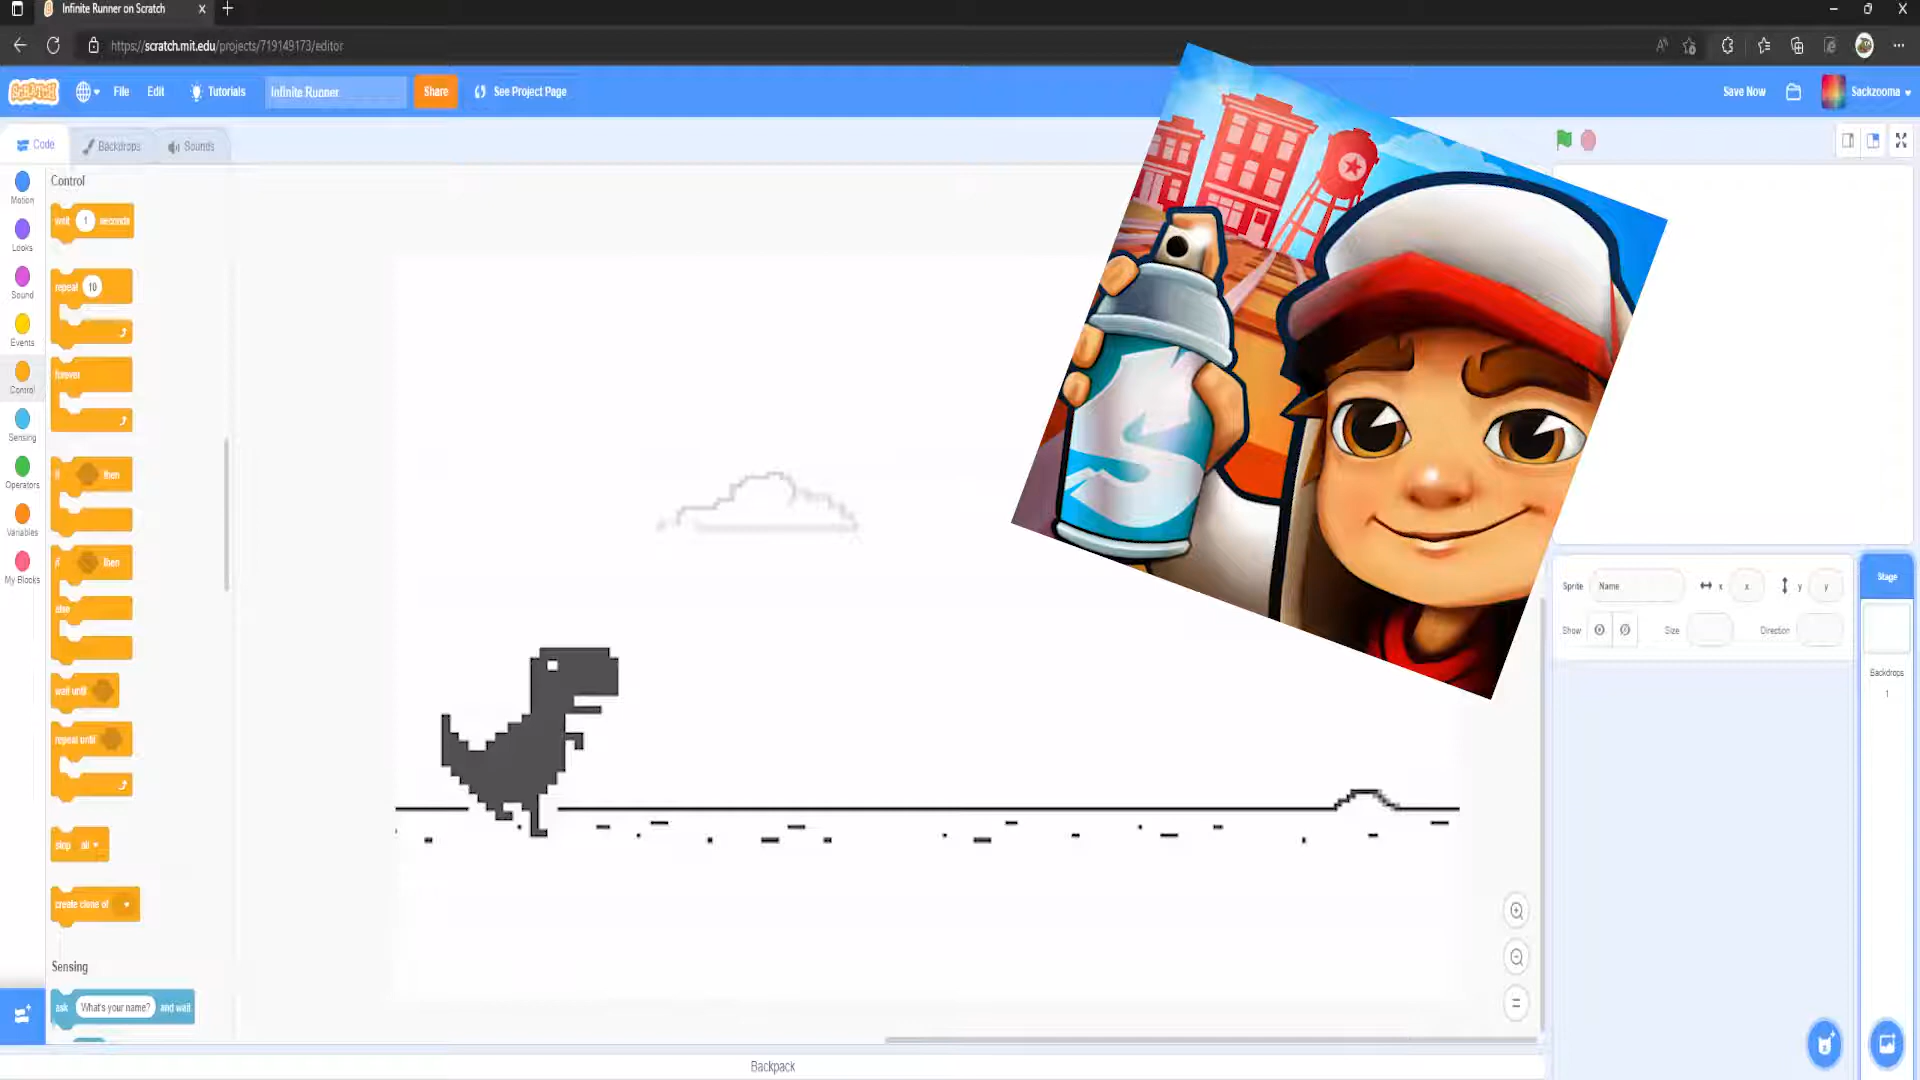 Infinite Runner on Scratch
https://scratch.mit.edu/projects/719149173/editor
SCRATCH
File
Edit
Tutorials
Infinite Runner
Share
See Project Page
Save Now
Sackzooma
Code
Backdrops
Sounds
Motion
Looks
Sound
Events
Control
Sensing
Operators
Variables
My Blocks
Control
wait 1 seconds
repeat 10
forever
if then
if then
else
wait until
repeat until
stop all
create clone of
Sensing
ask What's your name? and wait
S
Sprite Name x x y y
Show Size Direction
Stage
Backdrops
1
Backpack